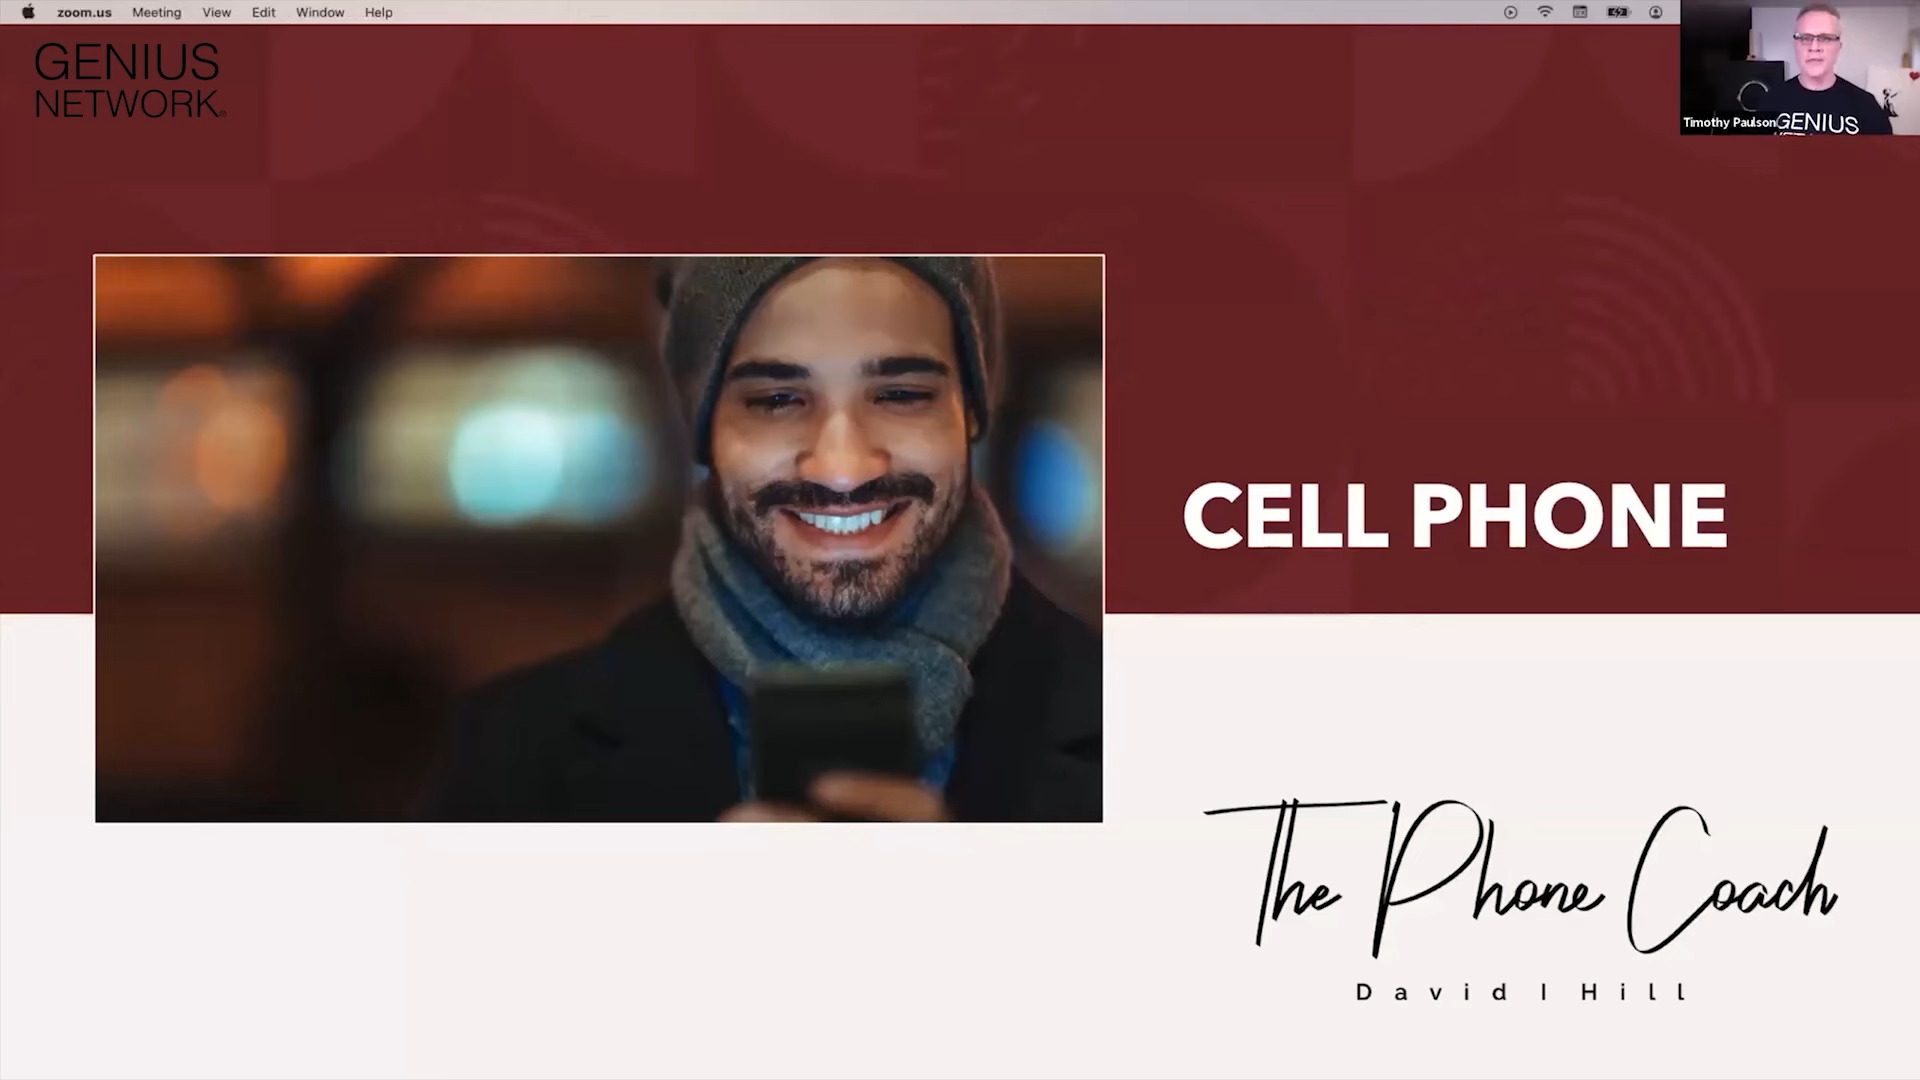 zoom.us Meeting View Edit Window Help
GENIUS
NETWORK®
Timothy Paulson
GENIUS
CELL PHONE
The Phone Coach
David I Hill